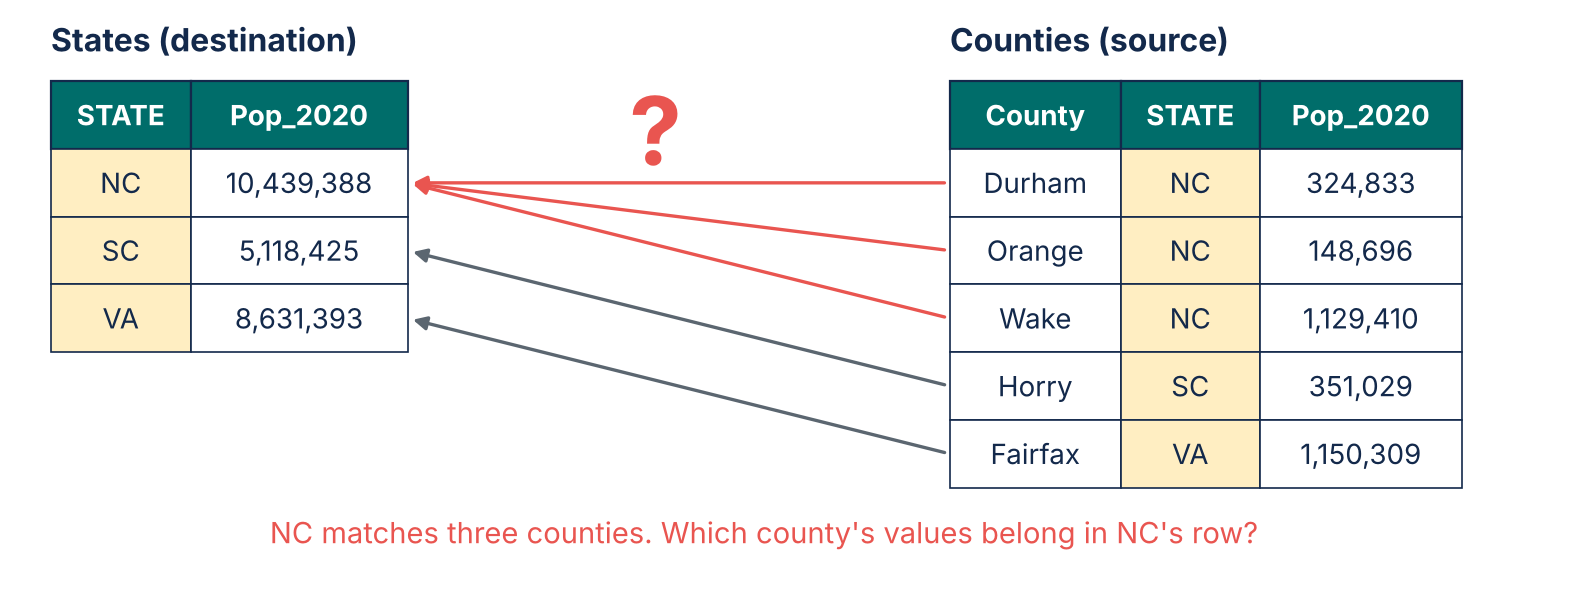 States (destination)
STATE Pop_2020
NC 10,439,388
SC 5,118,425
VA 8,631,393
?
Counties (source)
County STATE Pop_2020
Durham NC 324,833
Orange NC 148,696
Wake NC 1,129,410
Horry SC 351,029
Fairfax VA 1,150,309
NC matches three counties. Which county's values belong in NC's row?